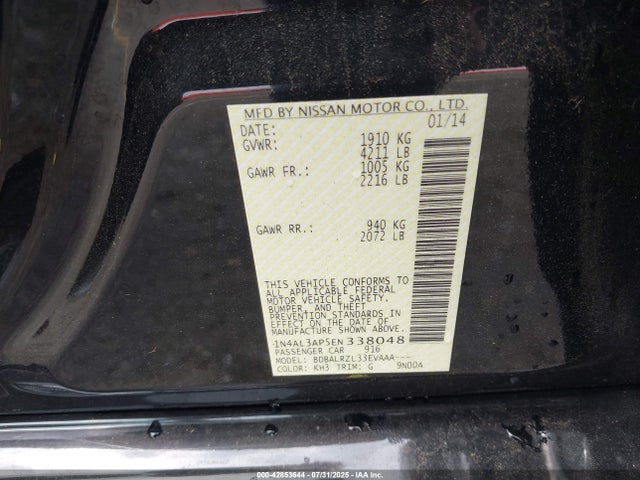 MFD BY NISSAN MOTOR CO., LTD.
DATE: 01/14
GVWR: 1910 KG
4211 LB
GAWR FR.: 1005 KG
2216 LB
GAWR RR.: 940 KG
2072 LB
THIS VEHICLE CONFORMS TO
ALL APPLICABLE FEDERAL
MOTOR VEHICLE SAFETY,
BUMPER, AND THEFT
PREVENTION STANDARDS IN
EFFECT ON THE DATE OF
MANUFACTURE SHOWN ABOVE.
1N4AL3AP5EN338048
PASSENGER CAR 916
MODEL: BDBALRZL33EVAAA---
COLOR: KH3 TRIM: G 9N00A
000-42853644 - 07/31/2025 - IAA Inc.